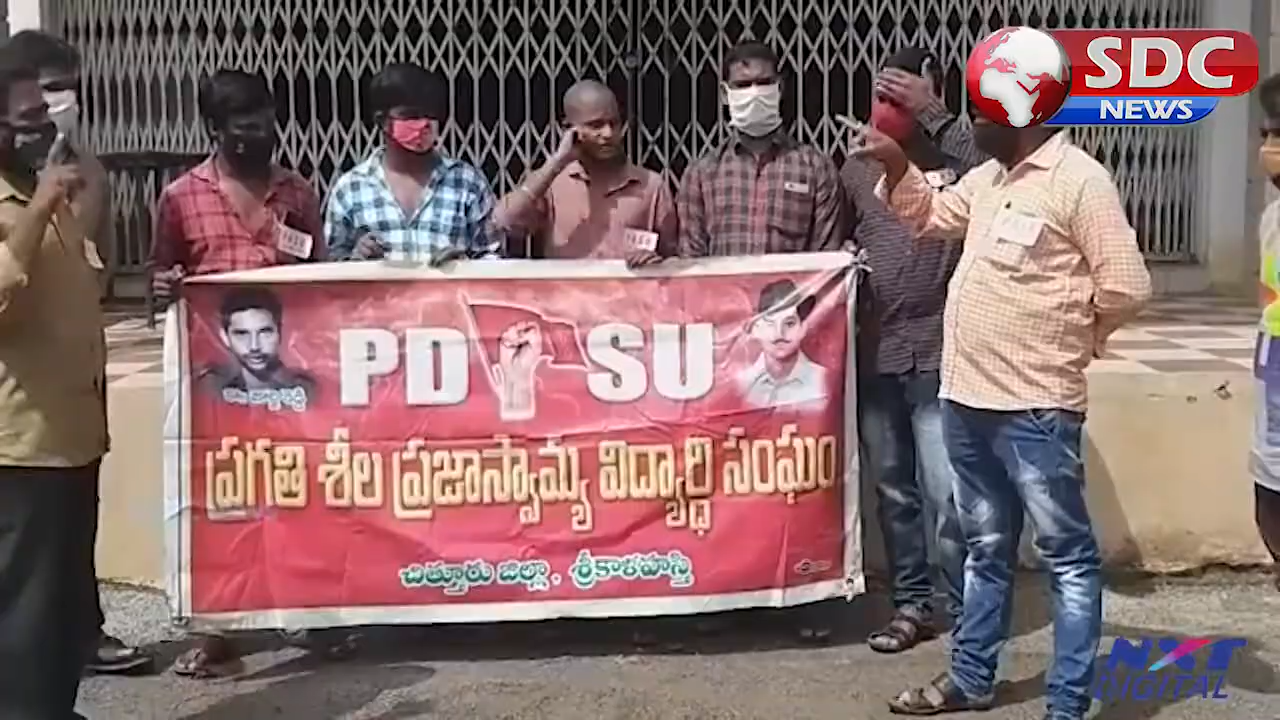 SDC
NEWS
PD SU
ప్రగతి శీల ప్రజాస్వామ్య విద్యార్థి సంఘం
చిత్తూరు జిల్లా, శ్రీకాళహస్తి
NXT
DIGITAL